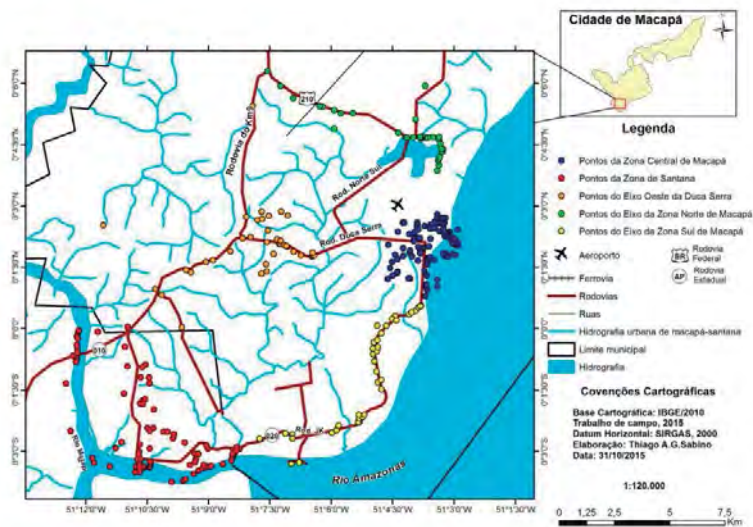 Cidade de Macapá
Legenda
Pontos da Zona Central de Macapá
Pontos da Zona de Santana
Pontos do Eixo Oeste da Duca Serra
Pontos do Eixo da Zona Norte de Macapá
Pontos do Eixo da Zona Sul de Macapá
Aeroporto
BR
Rodovia Federal
Ferrovia
AP
Rodovia Estadual
Rodovias
Ruas
Hidrografia urbana de macapá-santana
Limite municipal
Hidrografia
Covenções Cartográficas
Base Cartográfica: IBGE/2010
Trabalho de campo, 2015
Datum Horizontal: SIRGAS, 2000
Elaboração: Thiago A.G.Sabino
Data: 31/10/2015
1:120.000
0 1,25 2,5 5 7,5
Km
210
Rodovia do Km9
Rod. Norte Sul
Rod. Duca Serra
010
020
Rod. JK
Rio Amazonas
0°6'0"N
0°4'30"N
0°3'0"N
0°1'30"N
0°0'0"
0°1'30"S
0°3'0"S
51°12'0"W
51°10'30"W
51°9'0"W
51°7'30"W
51°6'0"W
51°4'30"W
51°3'0"W
51°1'30"W